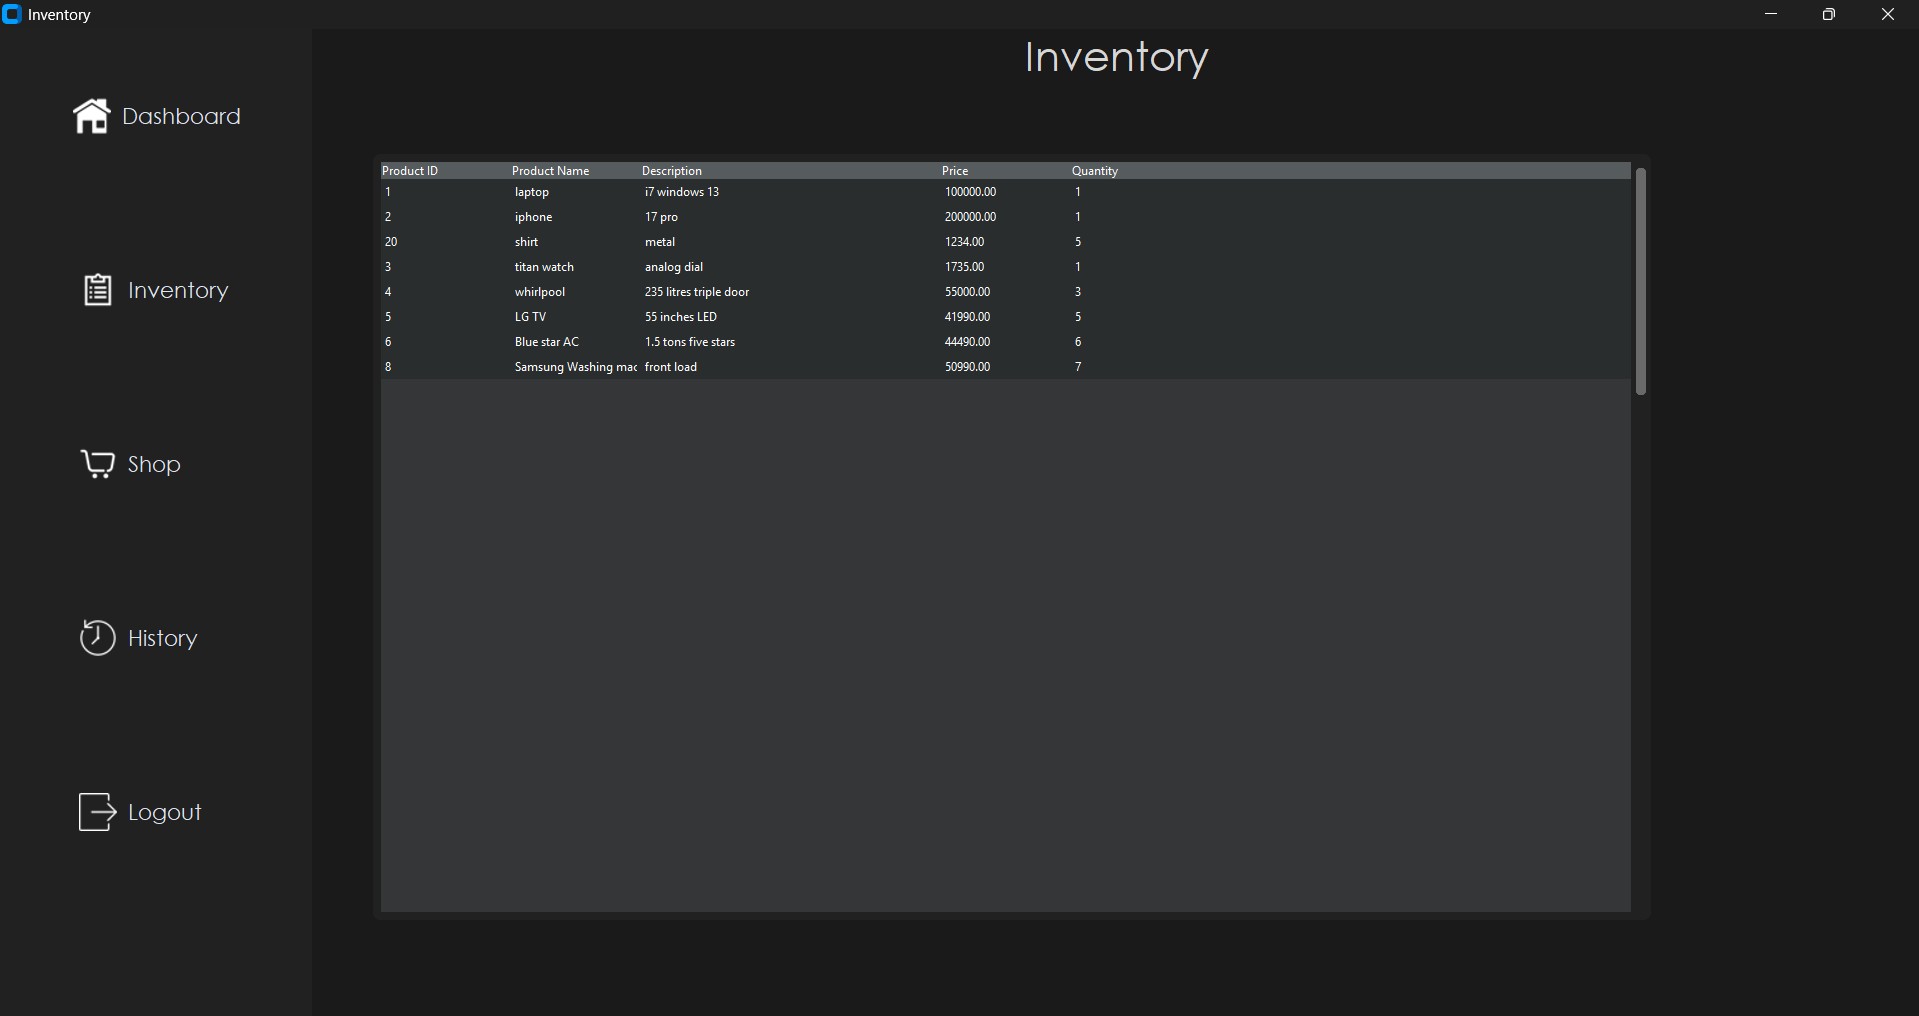 Inventory
Inventory
Dashboard
Inventory
Shop
History
Logout
Product ID Product Name Description Price Quantity
1 laptop i7 windows 13 100000.00 1
2 iphone 17 pro 200000.00 1
20 shirt metal 1234.00 5
3 titan watch analog dial 1735.00 1
4 whirlpool 235 litres triple door 55000.00 3
5 LG TV 55 inches LED 41990.00 5
6 Blue star AC 1.5 tons five stars 44490.00 6
8 Samsung Washing mac front load 50990.00 7